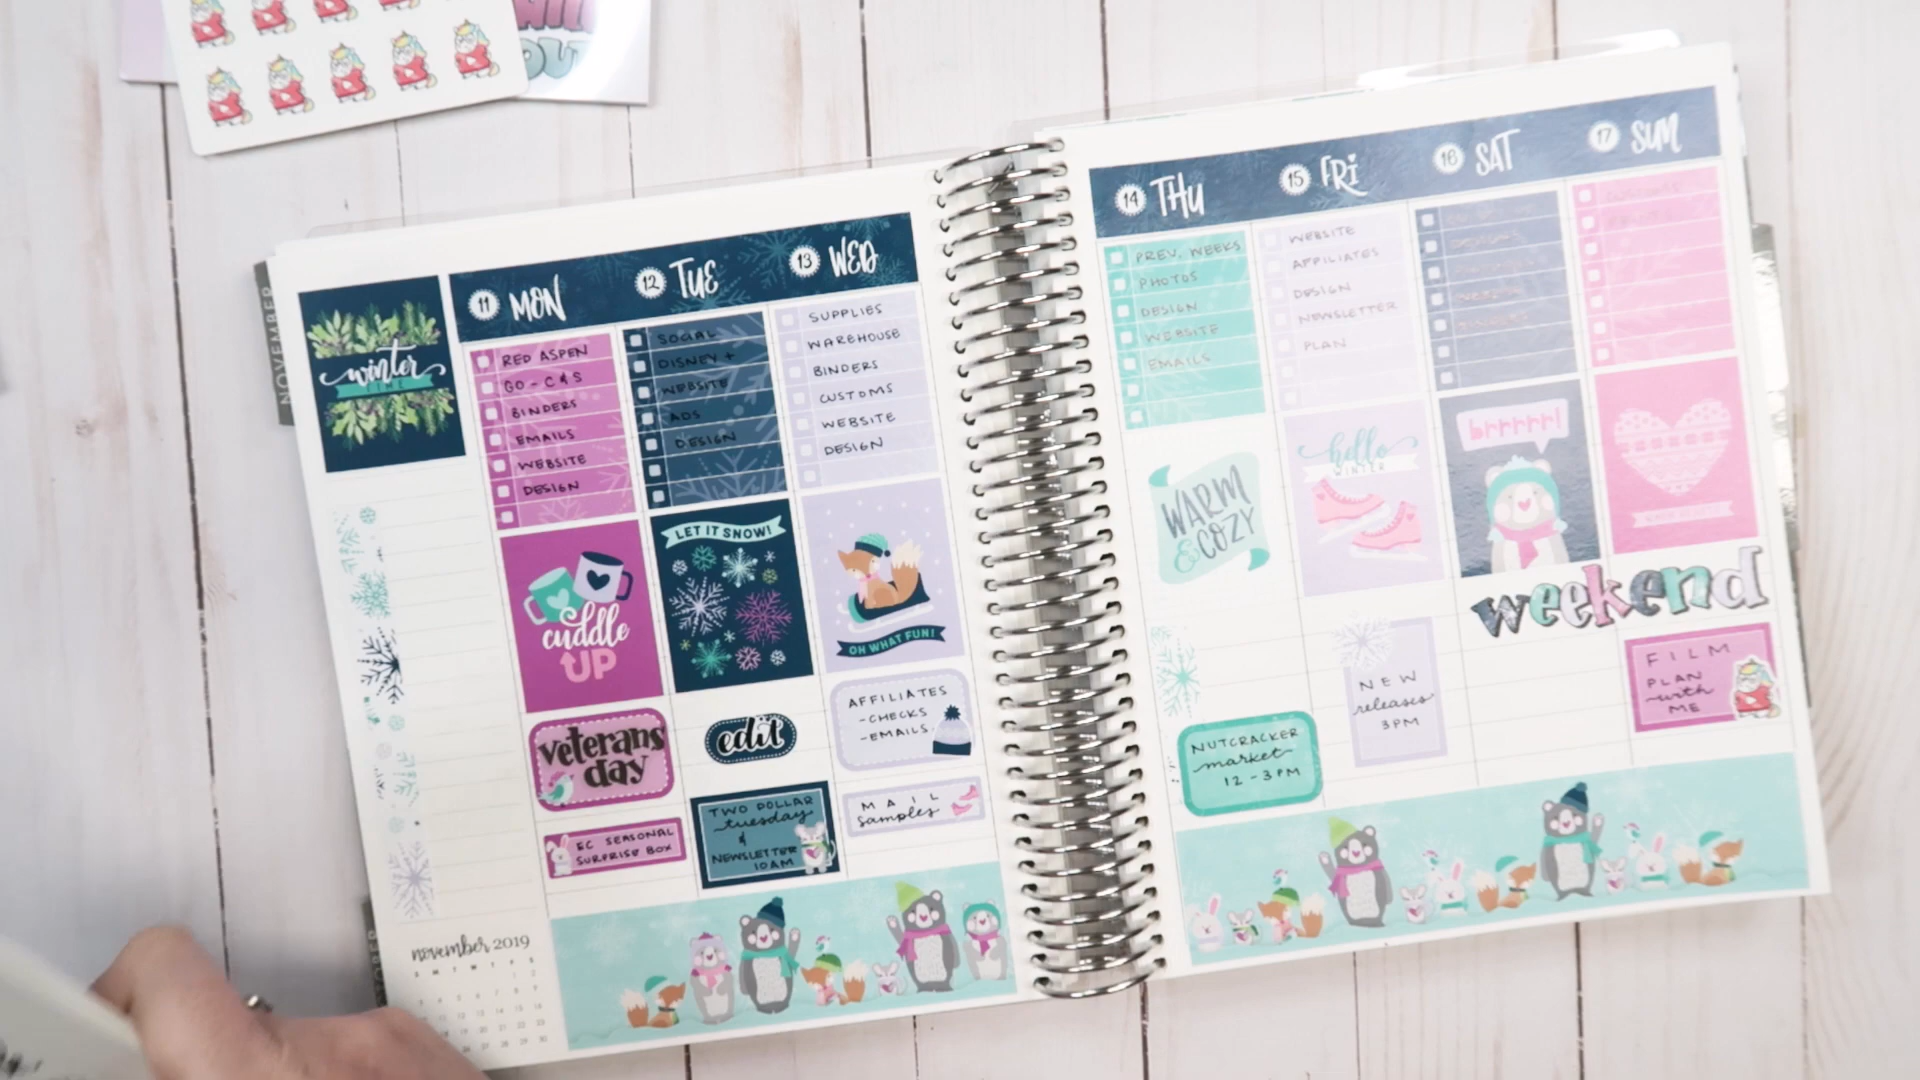 winter
november 2019
S M T W T F S
11 MON
RED ASPEN
GO - C & S
BINDERS
EMAILS
WEBSITE
DESIGN
cuddle
UP
veterans
day
EC SEASONAL
SURPRISE BOX
12 TUE
SOCIAL
DISNEY +
WEBSITE
ADS
DESIGN
LET IT SNOW!
edit
TWO DOLLAR
tuesday
&
NEWSLETTER
10AM
13 WED
SUPPLIES
WAREHOUSE
BINDERS
CUSTOMS
WEBSITE
DESIGN
OH WHAT FUN!
AFFILIATES
- CHECKS
- EMAILS
MAIL
samples
14 THU
PREV. WEEKS
PHOTOS
DESIGN
WEBSITE
EMAILS
WARM
& COZY
NUTCRACKER
market
12 - 3 PM
15 FRI
WEBSITE
AFFILIATES
DESIGN
NEWSLETTER
PLAN
hello
WINTER
NEW
releases
3PM
16 SAT
brrrrr!
17 SUN
weekend
FILM
PLAN
with
ME
NOVEMBER